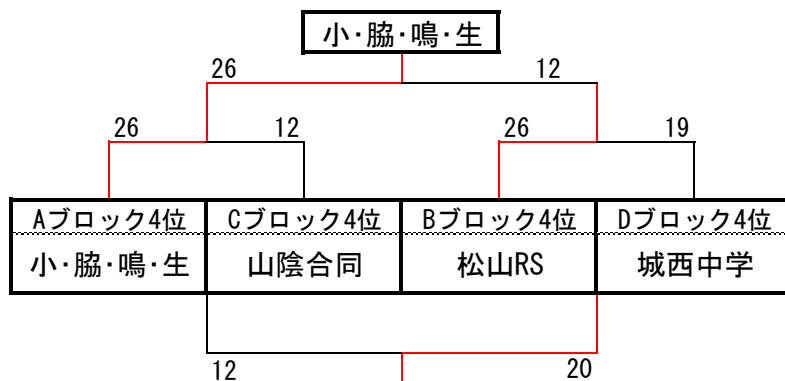 小・脇・鳴・生
26 12
26 12 26 19
Aブロック4位 Cブロック4位 Bブロック4位 Dブロック4位
小・脇・鳴・生 山陰合同 松山RS 城西中学
12 20